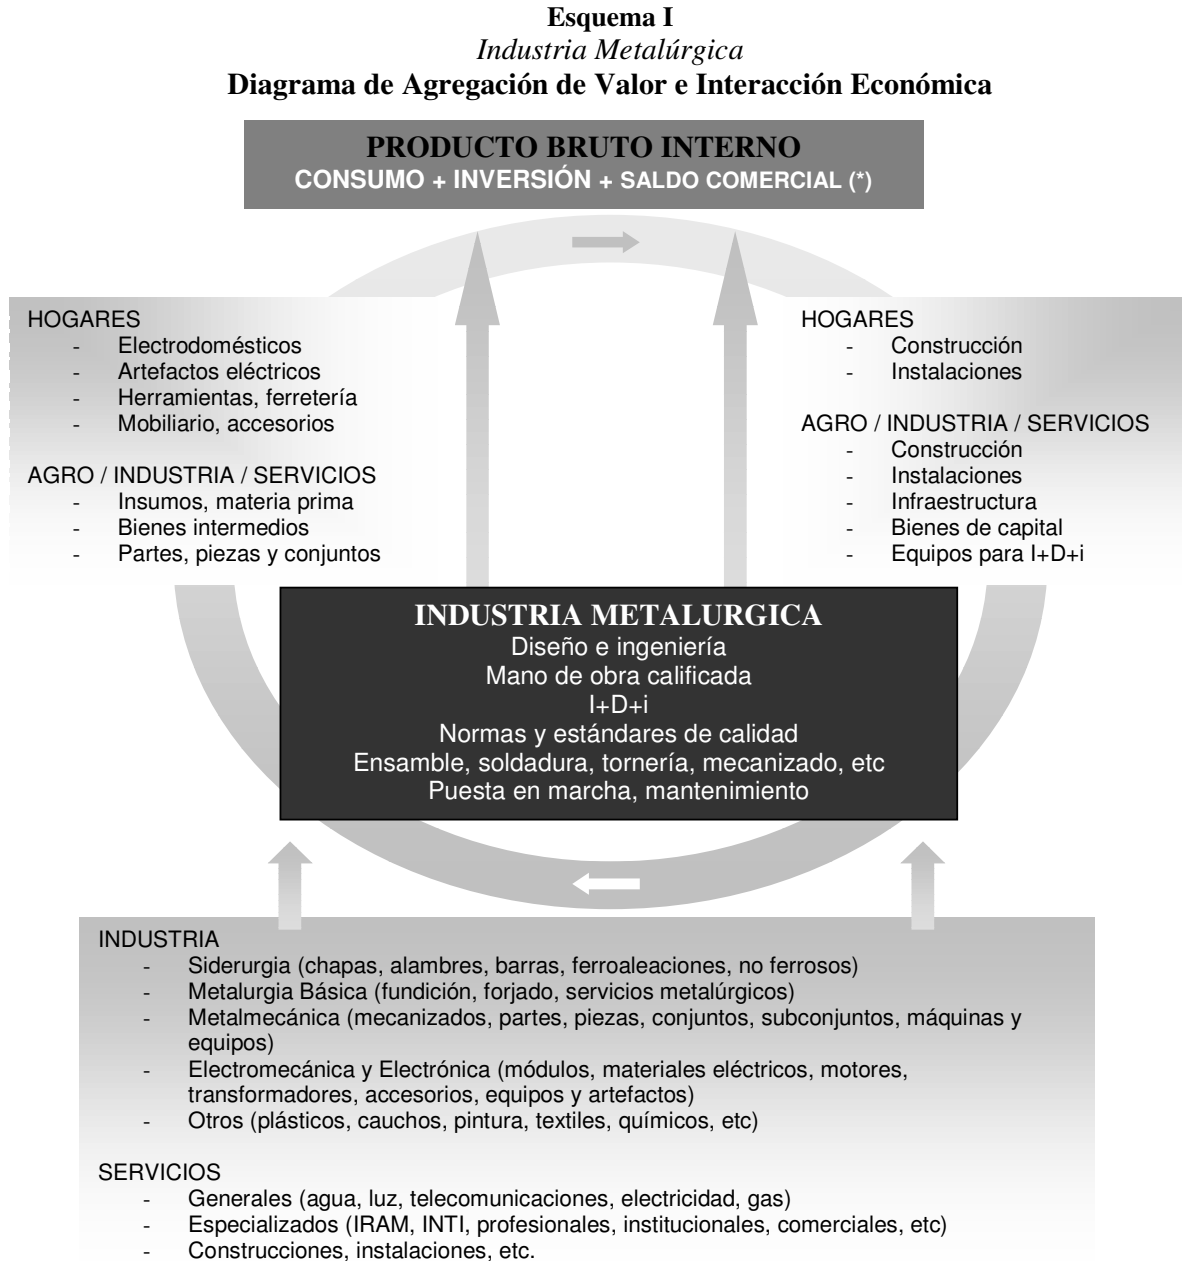 Esquema I
Industria Metalúrgica
Diagrama de Agregación de Valor e Interacción Económica
PRODUCTO BRUTO INTERNO
CONSUMO + INVERSIÓN + SALDO COMERCIAL (*)
HOGARES
- Electrodomésticos
- Artefactos eléctricos
- Herramientas, ferretería
- Mobiliario, accesorios
AGRO / INDUSTRIA / SERVICIOS
- Insumos, materia prima
- Bienes intermedios
- Partes, piezas y conjuntos
HOGARES
- Construcción
- Instalaciones
AGRO / INDUSTRIA / SERVICIOS
- Construcción
- Instalaciones
- Infraestructura
- Bienes de capital
- Equipos para I+D+i
INDUSTRIA METALURGICA
Diseño e ingeniería
Mano de obra calificada
I+D+i
Normas y estándares de calidad
Ensamble, soldadura, tornería, mecanizado, etc
Puesta en marcha, mantenimiento
INDUSTRIA
- Siderurgia (chapas, alambres, barras, ferroaleaciones, no ferrosos)
- Metalurgia Básica (fundición, forjado, servicios metalúrgicos)
- Metalmecánica (mecanizados, partes, piezas, conjuntos, subconjuntos, máquinas y
equipos)
- Electromecánica y Electrónica (módulos, materiales eléctricos, motores,
transformadores, accesorios, equipos y artefactos)
- Otros (plásticos, cauchos, pintura, textiles, químicos, etc)
SERVICIOS
- Generales (agua, luz, telecomunicaciones, electricidad, gas)
- Especializados (IRAM, INTI, profesionales, institucionales, comerciales, etc)
- Construcciones, instalaciones, etc.